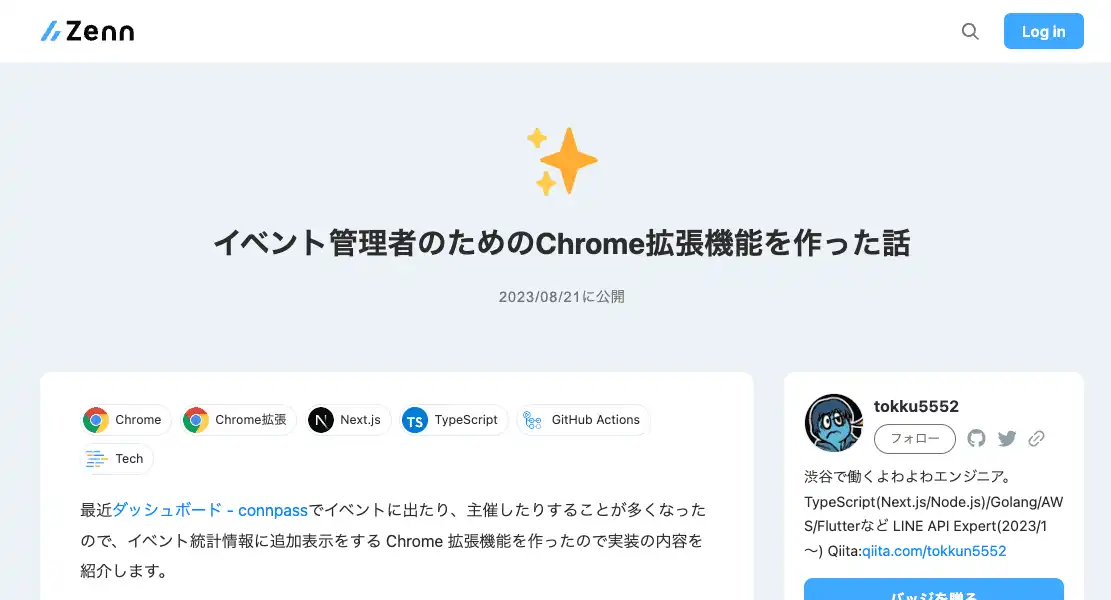 Zenn
Log in
イベント管理者のためのChrome拡張機能を作った話
2023/08/21に公開
Chrome
Chrome拡張
Next.js
TypeScript
GitHub Actions
Tech
最近ダッシュボード - connpassでイベントに出たり、主催したりすることが多くなった
ので、イベント統計情報に追加表示をする Chrome 拡張機能を作ったので実装の内容を
紹介します。
tokku5552
フォロー
渋谷で働くよわよわエンジニア。
TypeScript(Next.js/Node.js)/Golang/AW
S/Flutterなど LINE API Expert(2023/1
〜) Qiita:qiita.com/tokkun5552
バッジを贈る